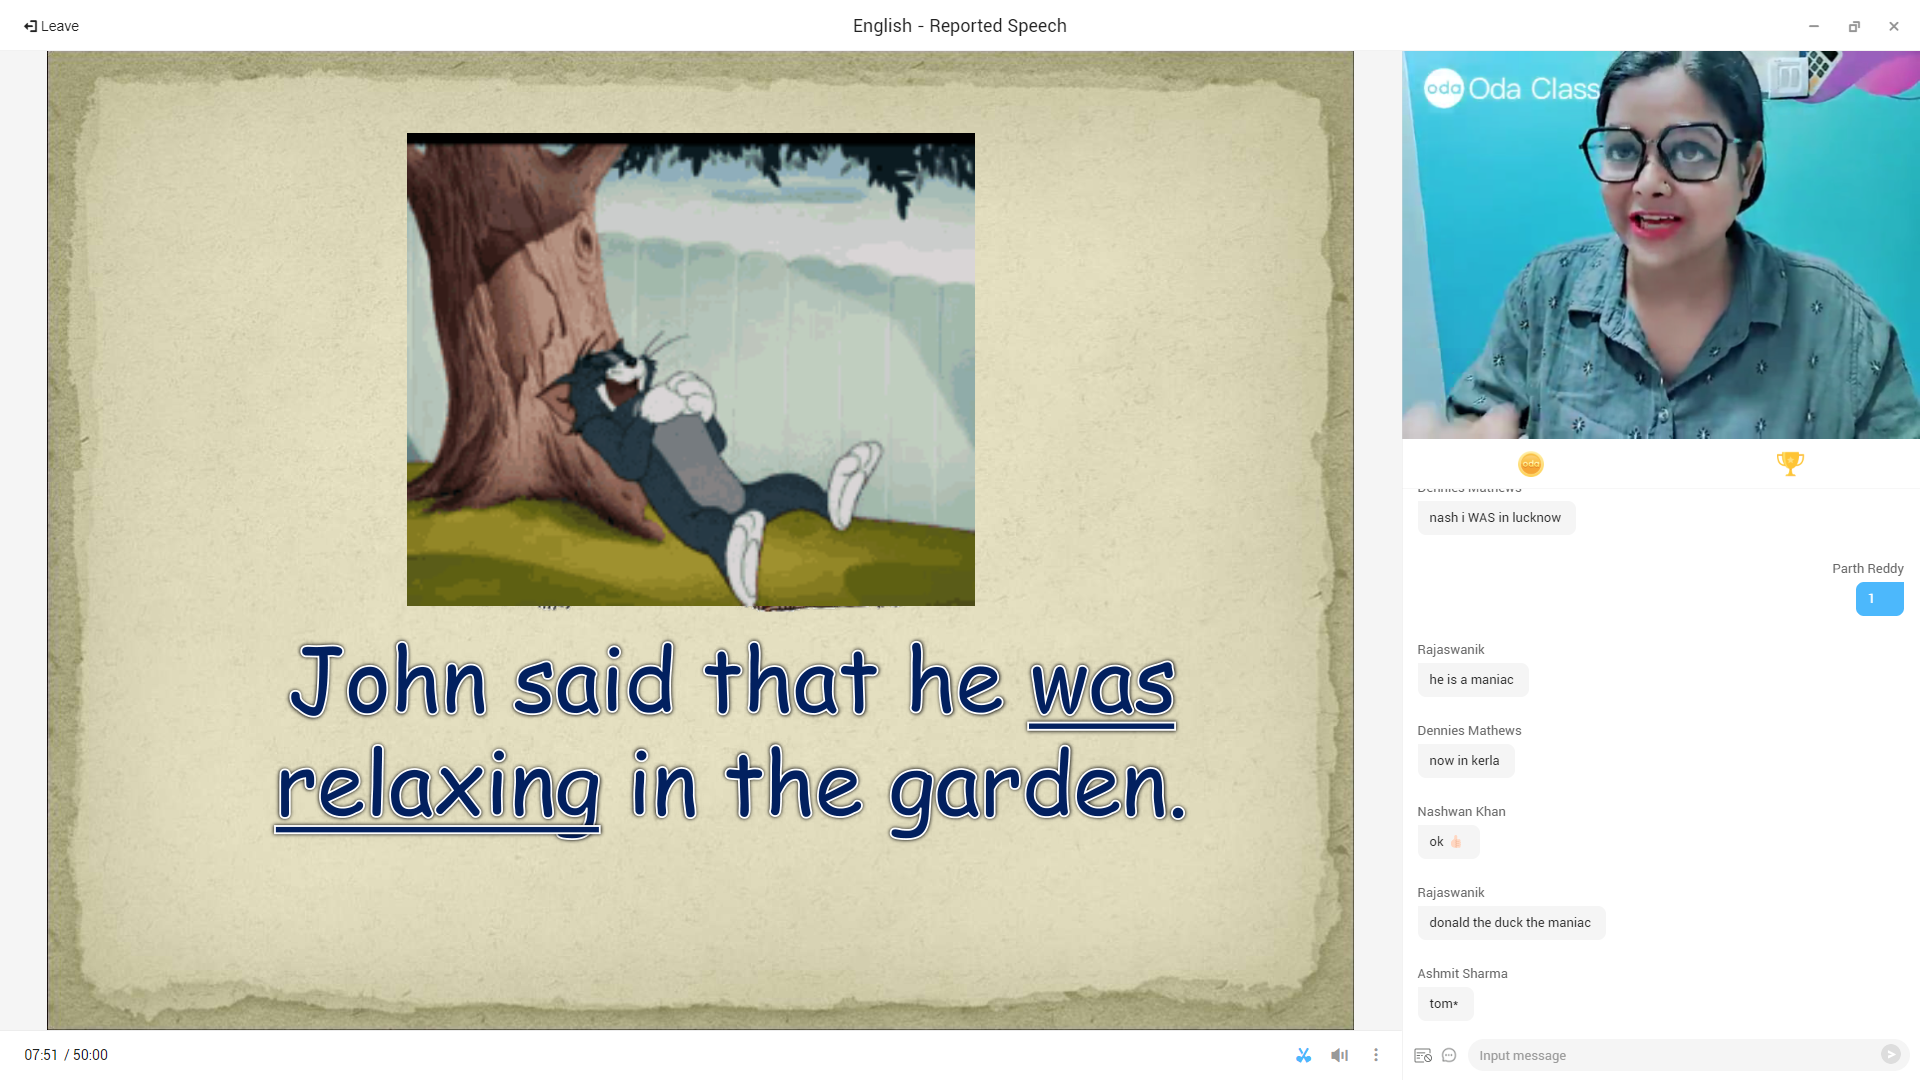 Leave
English - Reported Speech
oda Oda Class
John said that he was
relaxing in the garden.
oda
Dennies Mathews
nash i WAS in lucknow
Parth Reddy
1
Rajaswanik
he is a maniac
Dennies Mathews
now in kerla
Nashwan Khan
ok 👍🏻
Rajaswanik
donald the duck the maniac
Ashmit Sharma
tom*
07:51 / 50:00
Input message